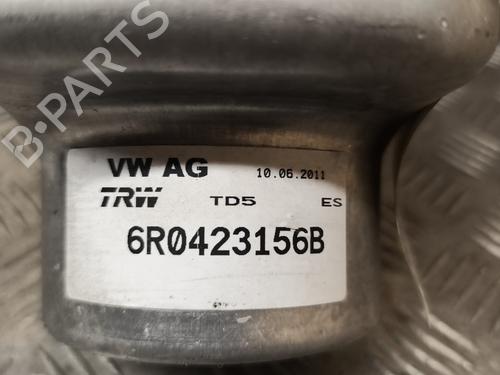 B-PARTS
VW AG 10.06.2011
TRW TD5 ES
6R0423156B